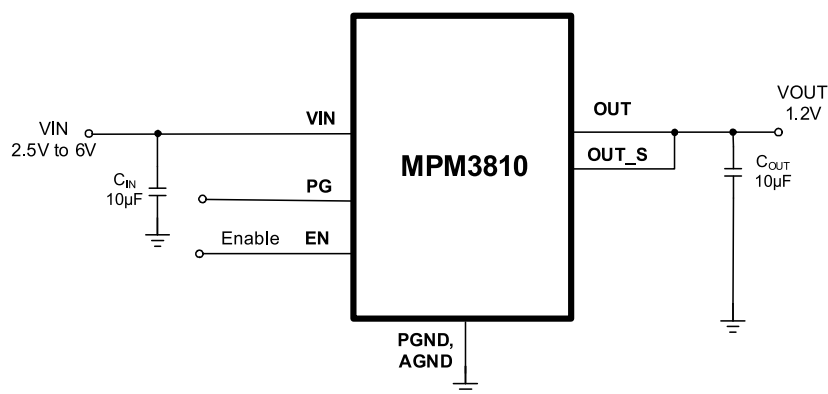 VIN
2.5V to 6V
CIN
10µF
VIN
PG
Enable
EN
MPM3810
PGND,
AGND
OUT
OUT_S
VOUT
1.2V
COUT
10µF